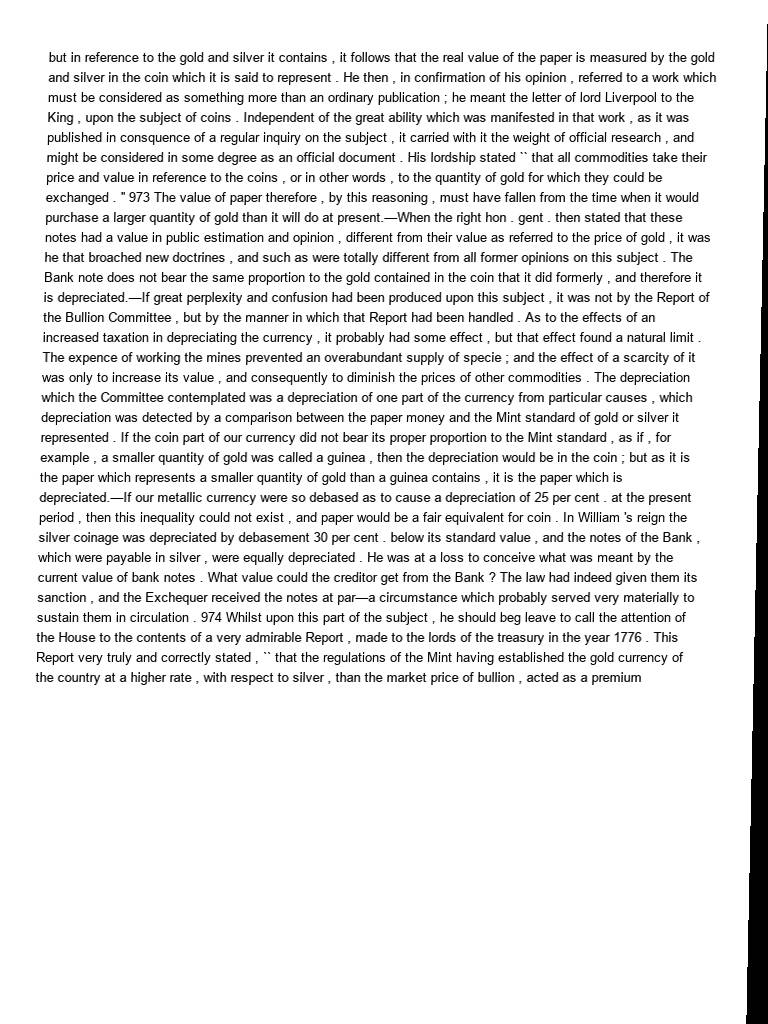 but in reference to the gold and silver it contains , it follows that the real value of the paper is measured by the gold
and silver in the coin which it is said to represent . He then , in confirmation of his opinion , referred to a work which
must be considered as something more than an ordinary publication ; he meant the letter of lord Liverpool to the
King , upon the subject of coins . Independent of the great ability which was manifested in that work , as it was
published in consquence of a regular inquiry on the subject , it carried with it the weight of official research , and
might be considered in some degree as an official document . His lordship stated `` that all commodities take their
price and value in reference to the coins , or in other words , to the quantity of gold for which they could be
exchanged . " 973 The value of paper therefore , by this reasoning , must have fallen from the time when it would
purchase a larger quantity of gold than it will do at present.—When the right hon . gent . then stated that these
notes had a value in public estimation and opinion , different from their value as referred to the price of gold , it was
he that broached new doctrines , and such as were totally different from all former opinions on this subject . The
Bank note does not bear the same proportion to the gold contained in the coin that it did formerly , and therefore it
is depreciated.—If great perplexity and confusion had been produced upon this subject , it was not by the Report of
the Bullion Committee , but by the manner in which that Report had been handled . As to the effects of an
increased taxation in depreciating the currency , it probably had some effect , but that effect found a natural limit .
The expence of working the mines prevented an overabundant supply of specie ; and the effect of a scarcity of it
was only to increase its value , and consequently to diminish the prices of other commodities . The depreciation
which the Committee contemplated was a depreciation of one part of the currency from particular causes , which
depreciation was detected by a comparison between the paper money and the Mint standard of gold or silver it
represented . If the coin part of our currency did not bear its proper proportion to the Mint standard , as if , for
example , a smaller quantity of gold was called a guinea , then the depreciation would be in the coin ; but as it is
the paper which represents a smaller quantity of gold than a guinea contains , it is the paper which is
depreciated.—If our metallic currency were so debased as to cause a depreciation of 25 per cent . at the present
period , then this inequality could not exist , and paper would be a fair equivalent for coin . In William 's reign the
silver coinage was depreciated by debasement 30 per cent . below its standard value , and the notes of the Bank ,
which were payable in silver , were equally depreciated . He was at a loss to conceive what was meant by the
current value of bank notes . What value could the creditor get from the Bank ? The law had indeed given them its
sanction , and the Exchequer received the notes at par—a circumstance which probably served very materially to
sustain them in circulation . 974 Whilst upon this part of the subject , he should beg leave to call the attention of
the House to the contents of a very admirable Report , made to the lords of the treasury in the year 1776 . This
Report very truly and correctly stated , `` that the regulations of the Mint having established the gold currency of
the country at a higher rate , with respect to silver , than the market price of bullion , acted as a premium